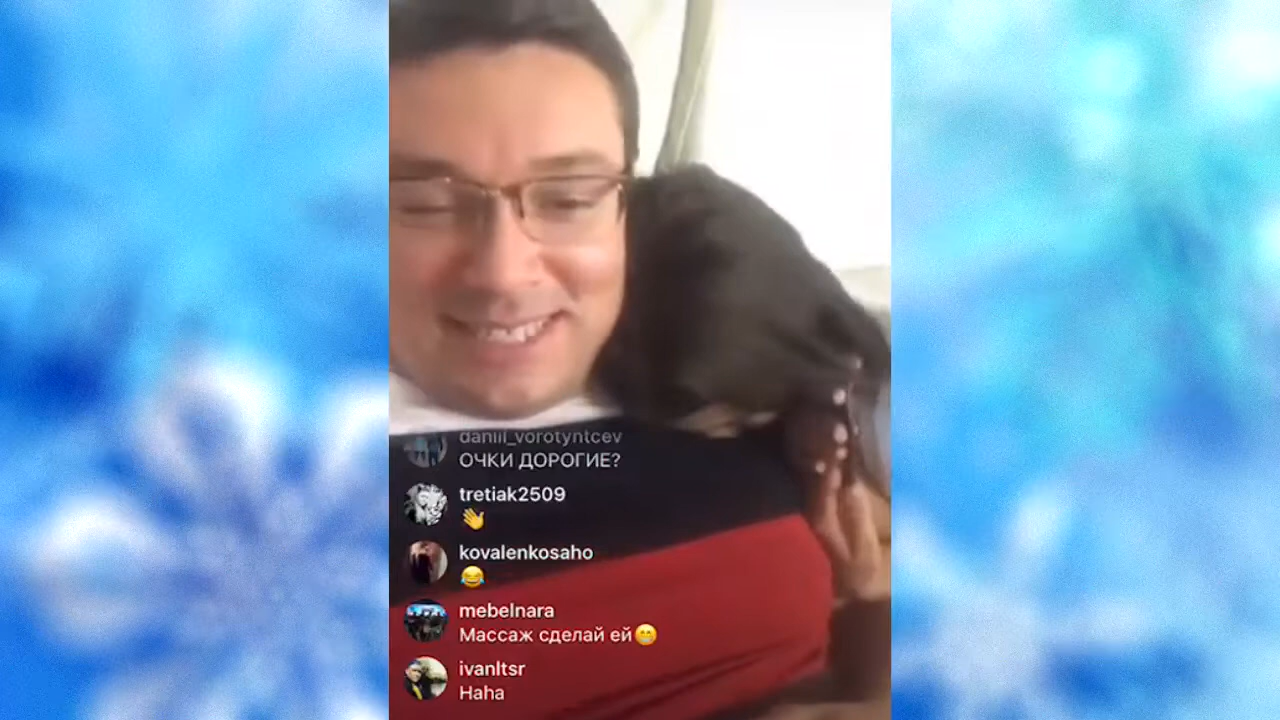 daniil_vorotyntcev
ОЧКИ ДОРОГИЕ?
tretiak2509
👋
kovalenkosaho
😂
mebelnara
Массаж сделай ей😁
ivanltsr
Haha